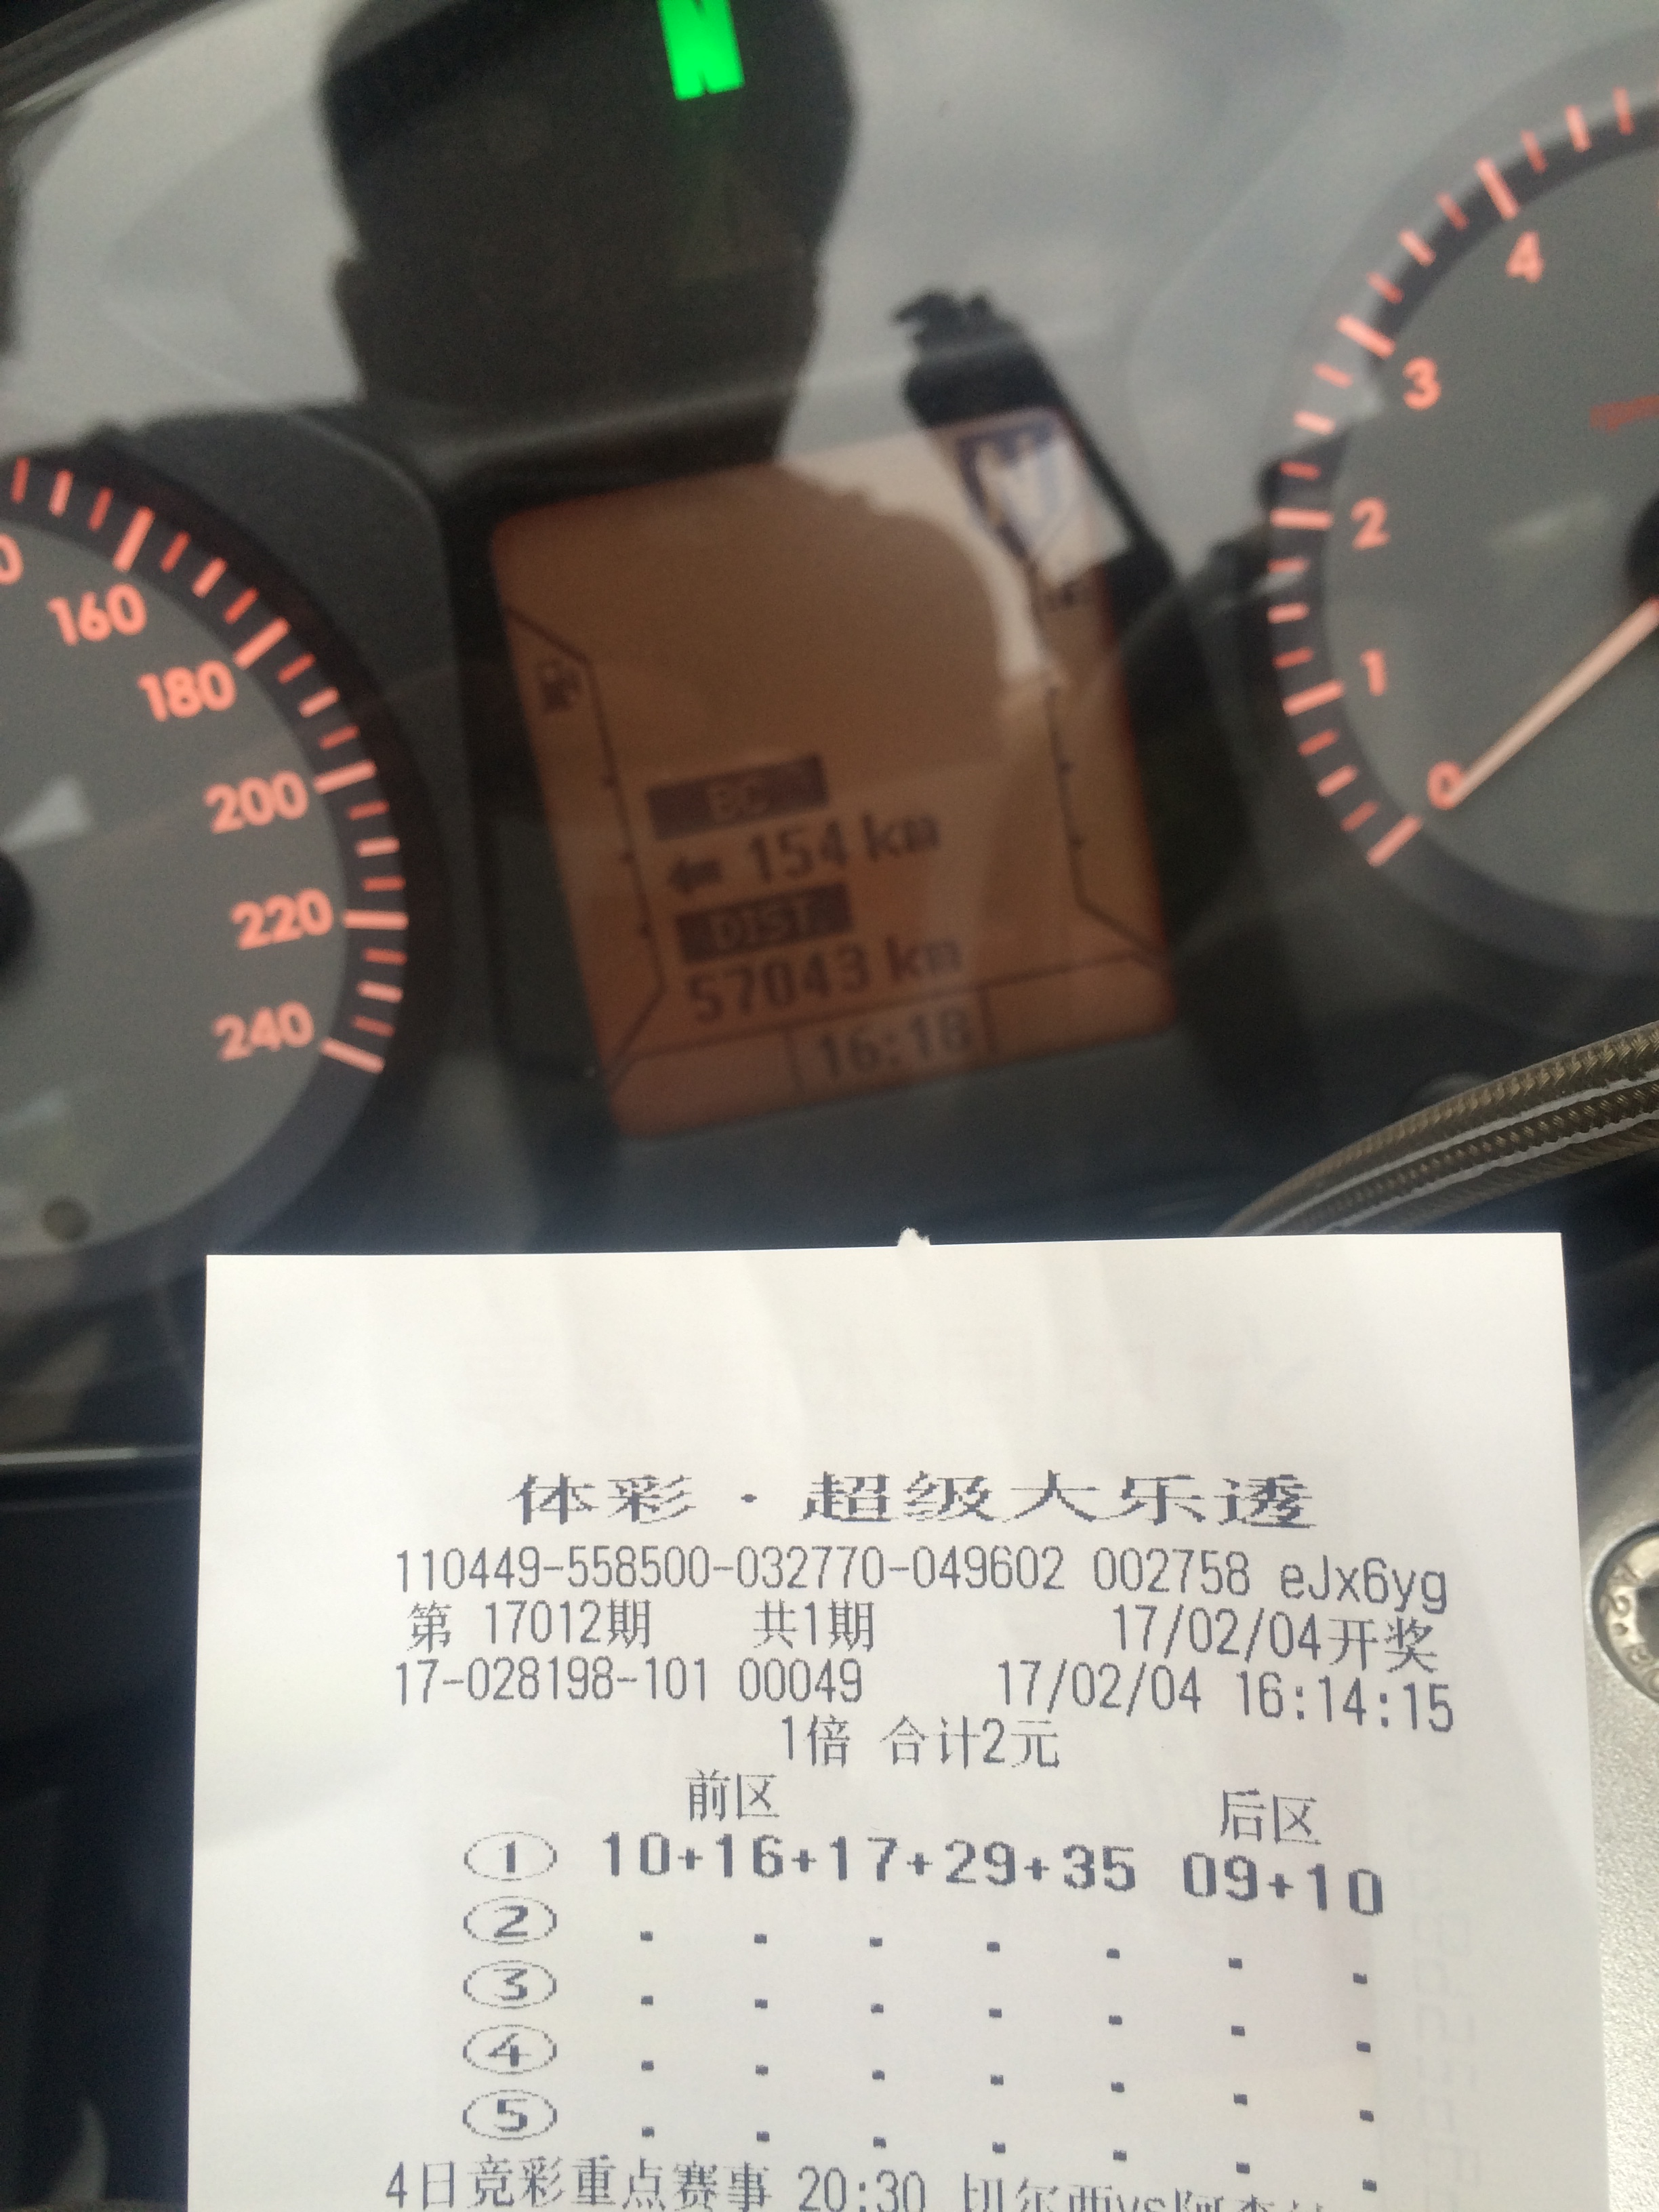 N
4
3
2
1
0
160
180
200
220
240
N
BC
154 km
DIST
57043 km
16:18
体彩·超级大乐透
110449-558500-032770-049602 002758 eJx6yg
第 17012期 共1期 17/02/04开奖
17-028198-101 00049 17/02/04 16:14:15
1倍 合计2元
前区 后区
① 10+16+17+29+35 09+10
②
③
④
⑤
4日竞彩重点赛事 20:30 切尔西vs阿森